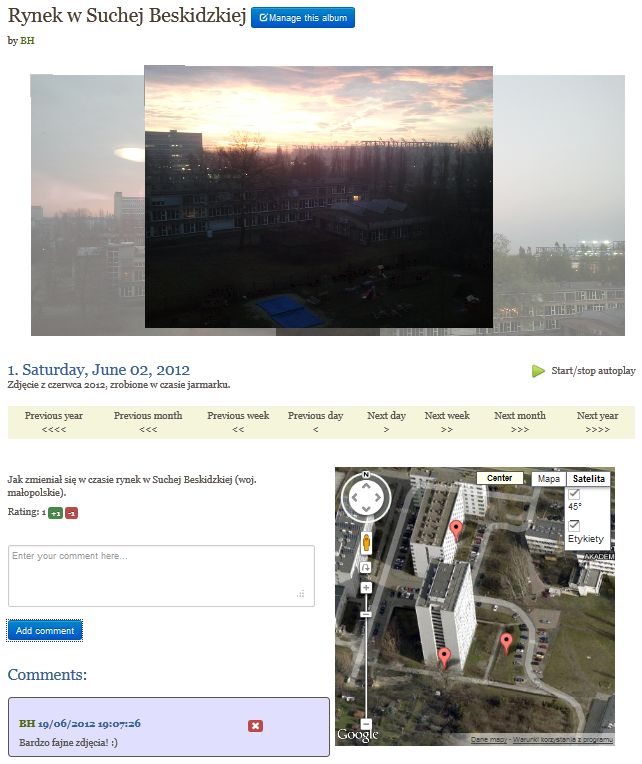 Rynek w Suchej Beskidzkiej Manage this album
by BH
1. Saturday, June 02, 2012
Start/stop autoplay
Zdjęcie z czerwca 2012, zrobione w czasie jarmarku.
Previous year Previous month Previous week Previous day Next day Next week Next month Next year
<<<< <<< << < > >> >>> >>>>
Jak zmieniał się w czasie rynek w Suchej Beskidzkiej (woj.
małopolskie).
Rating: 1 +1 -1
Enter your comment here...
Add comment
Comments:
BH 19/06/2012 19:07:26
Bardzo fajne zdjęcia! :)
N
Center Mapa Satelita
45°
Etykiety
AKADEM
Google
Dane mapy - Warunki korzystania z programu